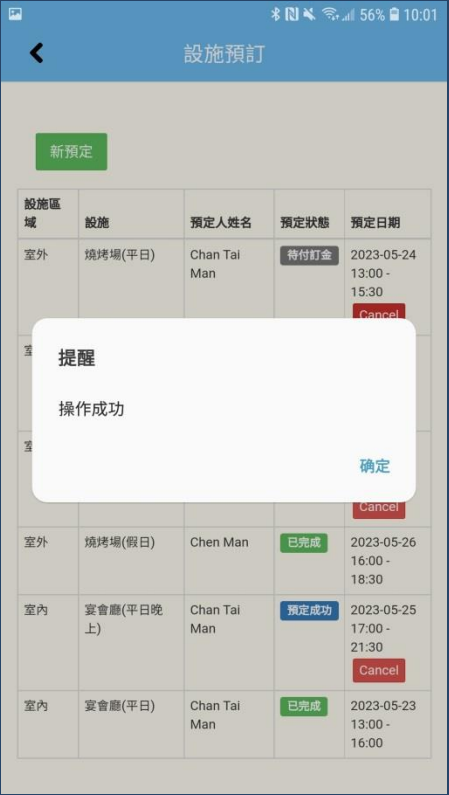 56% 10:01
設施預訂
新預定
設施區
域
設施
預定人姓名
預定狀態
預定日期
室外
燒烤場(平日)
Chan Tai
Man
待付訂金
2023-05-24
13:00 -
15:30
Cancel
提醒
操作成功
确定
Cancel
室外
燒烤場(假日)
Chen Man
已完成
2023-05-26
16:00 -
18:30
室內
宴會廳(平日晚
上)
Chan Tai
Man
預定成功
2023-05-25
17:00 -
21:30
Cancel
室內
宴會廳(平日)
Chan Tai
Man
已完成
2023-05-23
13:00 -
16:00